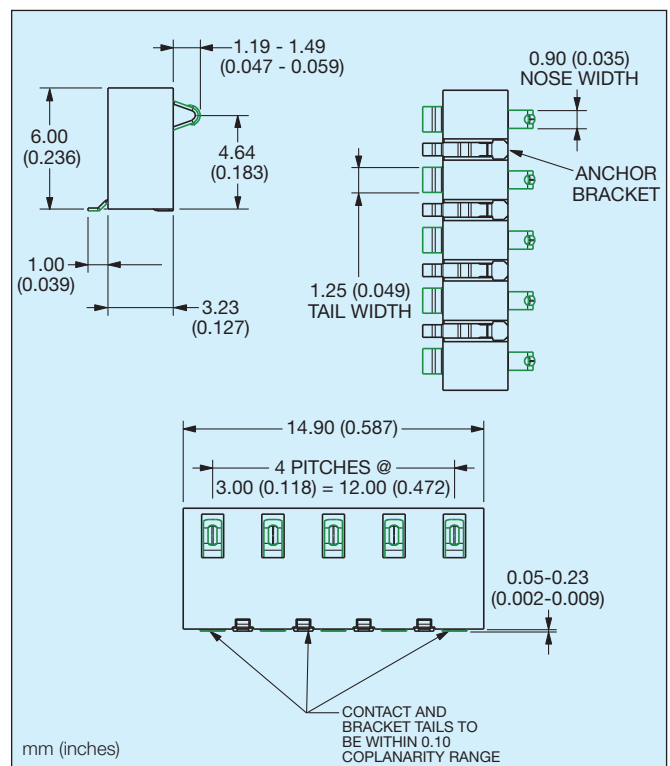 1.19 - 1.49
(0.047 - 0.059)
6.00
(0.236)
4.64
(0.183)
1.00
(0.039)
3.23
(0.127)
0.90 (0.035)
NOSE WIDTH
ANCHOR
BRACKET
1.25 (0.049)
TAIL WIDTH
14.90 (0.587)
4 PITCHES @
3.00 (0.118) = 12.00 (0.472)
0.05-0.23
(0.002-0.009)
CONTACT AND
BRACKET TAILS TO
BE WITHIN 0.10
COPLANARITY RANGE
mm (inches)